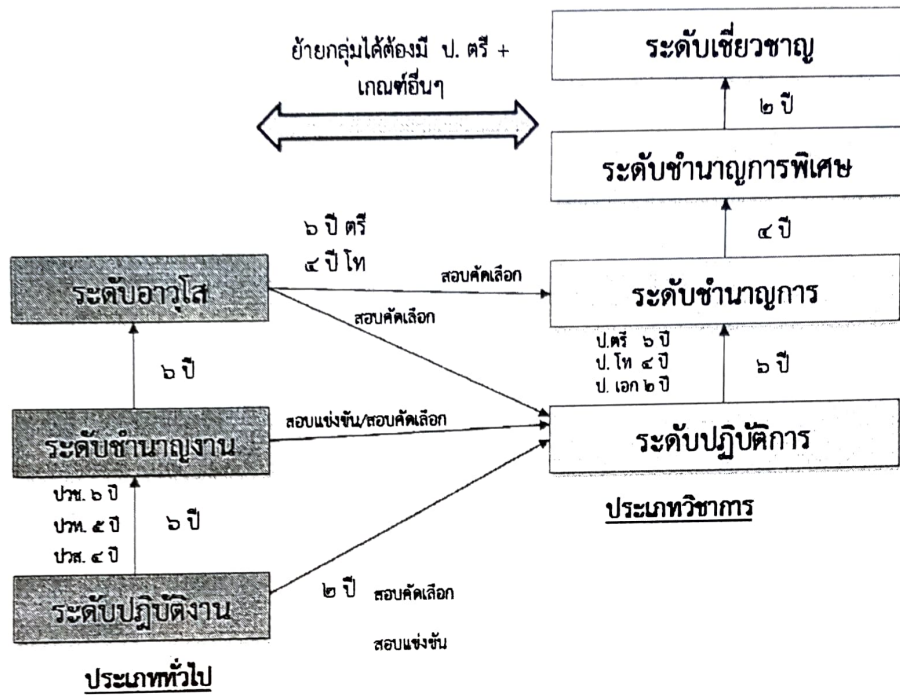 ระดับเชี่ยวชาญ
ย้ายกลุ่มได้ต้องมี ป. ตรี +
เกณฑ์อื่นๆ
๒ ปี
ระดับชำนาญการพิเศษ
๖ ปี ตรี
๔ ปี โท
๔ ปี
ระดับอาวุโส
สอบคัดเลือก
ระดับชำนาญการ
สอบคัดเลือก
๖ ปี
ป.ตรี ๖ ปี
ป. โท ๔ ปี
ป. เอก ๒ ปี
๖ ปี
ระดับชำนาญงาน
สอบแข่งขัน/สอบคัดเลือก
ระดับปฏิบัติการ
ปวช. ๖ ปี
ปวท. ๕ ปี
ปวส. ๔ ปี
๖ ปี
ประเภทวิชาการ
ระดับปฏิบัติงาน
๒ ปี สอบคัดเลือก
สอบแข่งขัน
ประเภททั่วไป